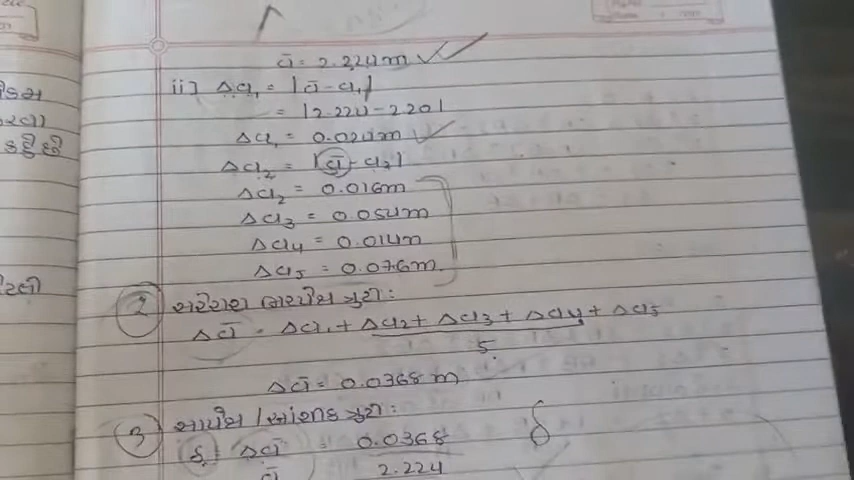 ā = 2.224m
ii] Δa₁ = |ā - a₁|
= |2.224 - 2.20|
Δa₁ = 0.024m
Δa₂ = |ā - a₂|
Δa₂ = 0.016m
Δa₃ = 0.054m
Δa₄ = 0.014m
Δa₅ = 0.076m
② સરેરાશ નિરપેક્ષ ત્રુટી:
Δā = Δa₁ + Δa₂ + Δa₃ + Δa₄ + Δa₅
5
Δā = 0.0368 m
③ સાપેક્ષ / આંશિક ત્રુટી:
Δā = 0.0368
ā 2.224
δ